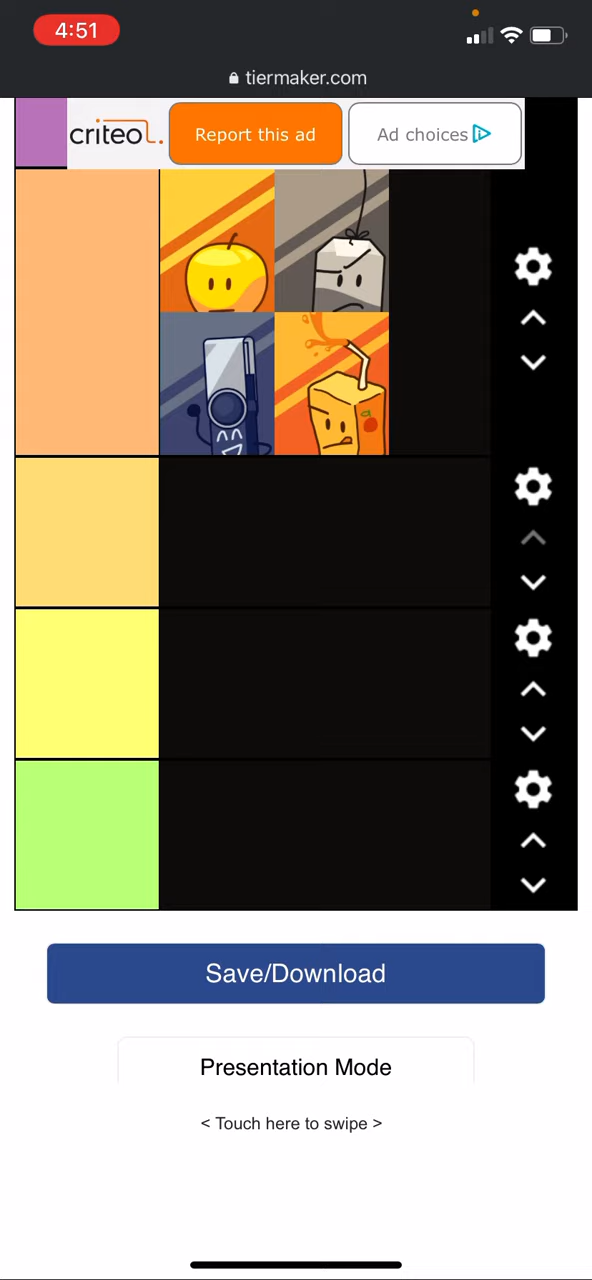 4:51
tiermaker.com
criteo.
Report this ad
Ad choices
Save/Download
Presentation Mode
< Touch here to swipe >